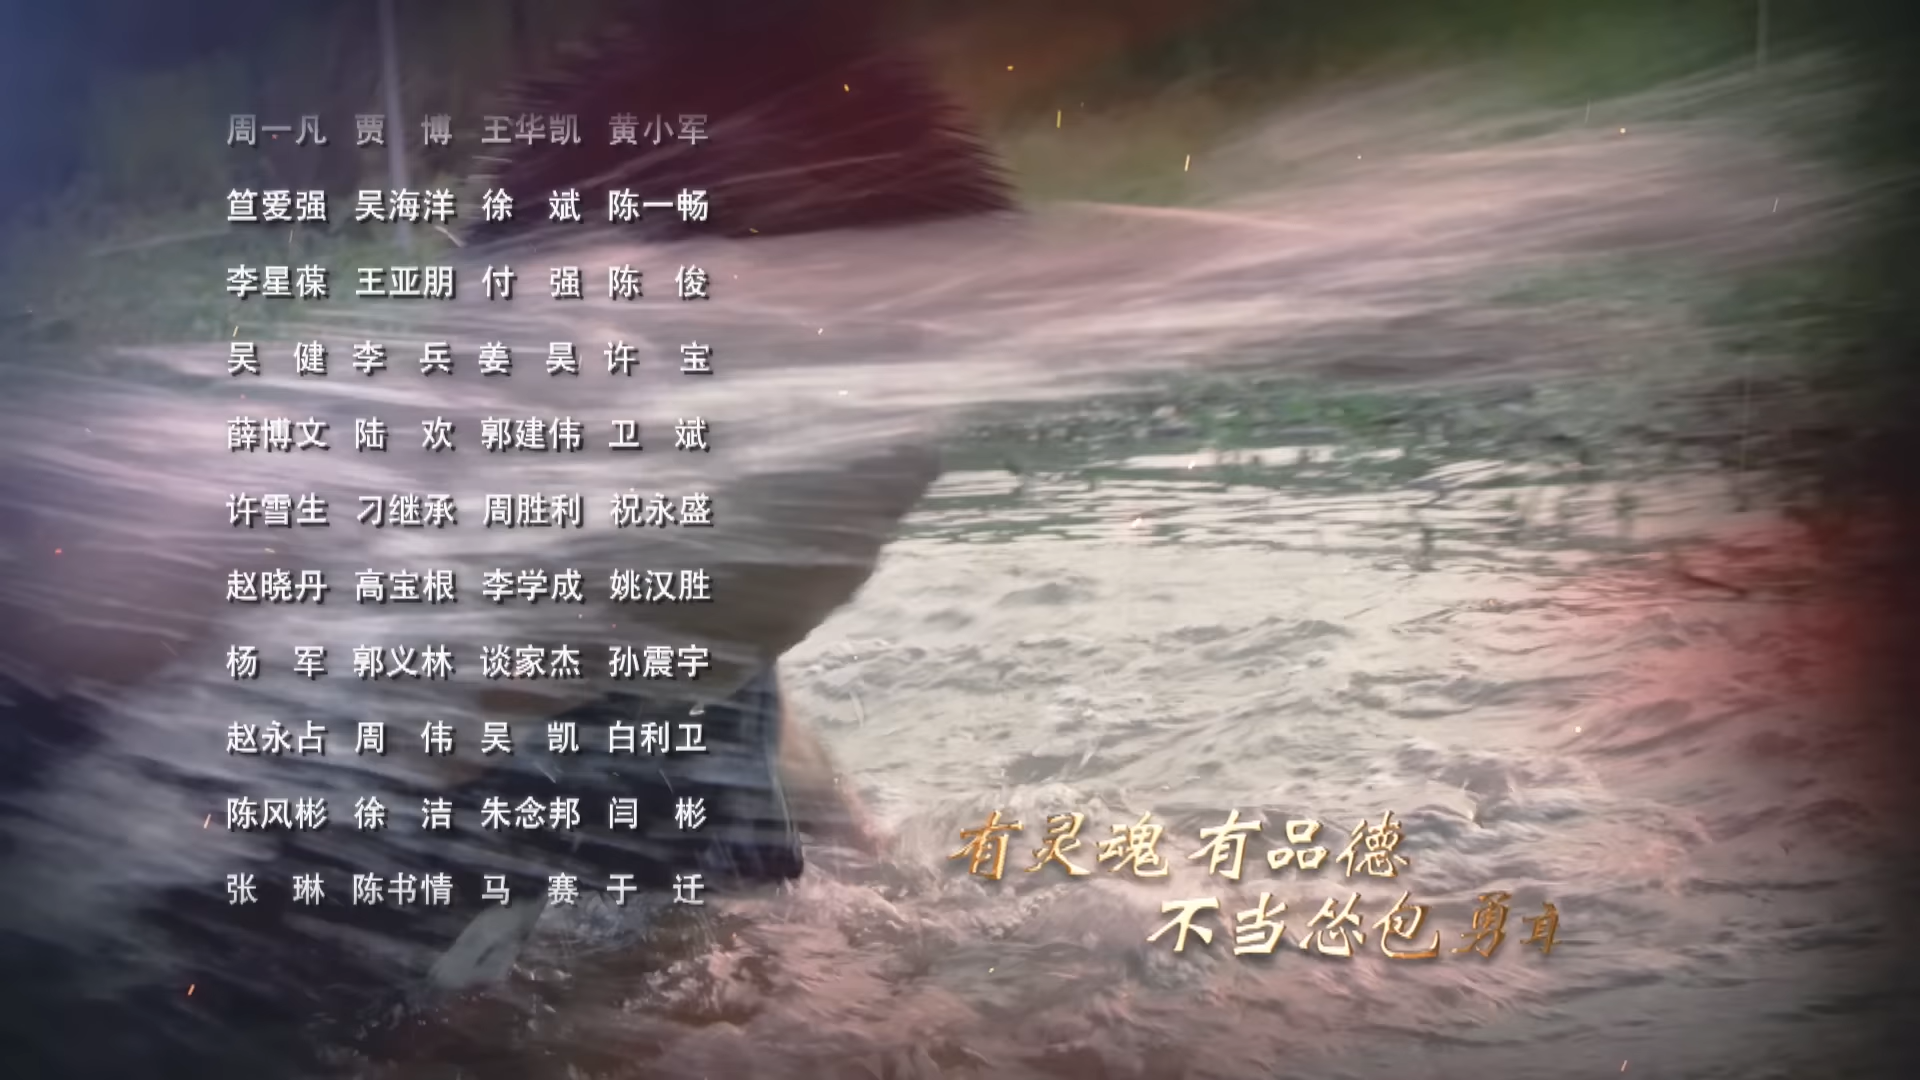 周一凡 贾博 王华凯 黄小军
笪爱强 吴海洋 徐斌 陈一畅
李星葆 王亚朋 付强 陈俊
吴健 李兵 姜昊 许宝
薛博文 陆欢 郭建伟 卫斌
许雪生 刁继承 周胜利 祝永盛
赵晓丹 高宝根 李学成 姚汉胜
杨军 郭义林 谈家杰 孙震宇
赵永占 周伟 吴凯 白利卫
陈风彬 徐洁 朱念邦 闫彬
张琳 陈书情 马赛 于迁
有灵魂 有品德
不当怂包 勇